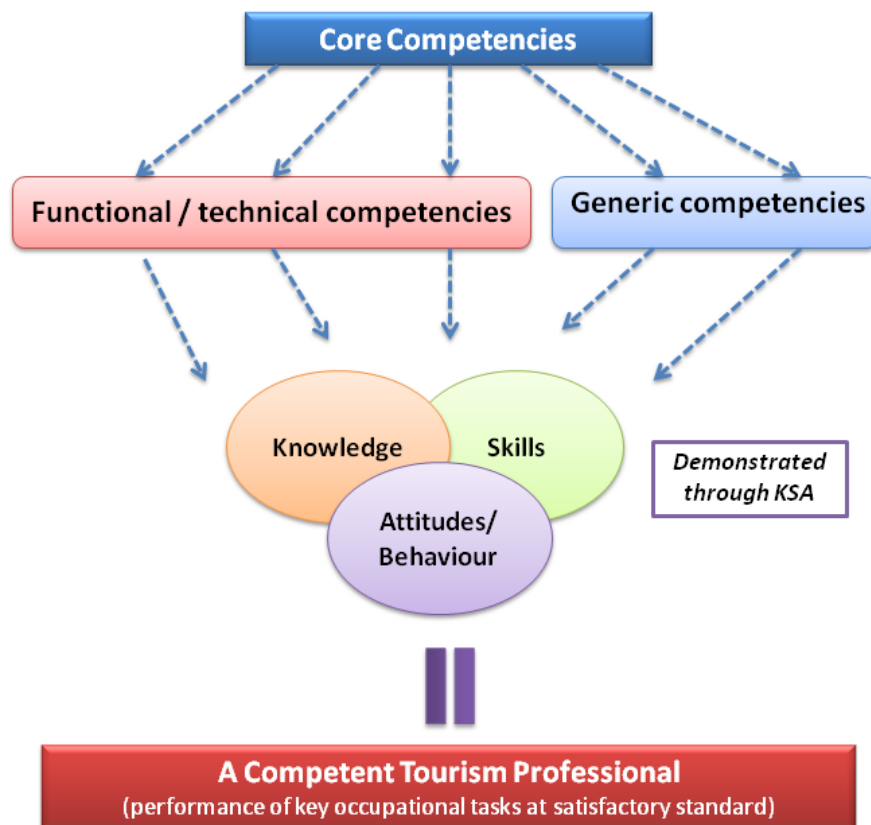 Core Competencies
Functional / technical competencies
Generic competencies
Knowledge
Skills
Attitudes/
Behaviour
Demonstrated
through KSA
A Competent Tourism Professional
(performance of key occupational tasks at satisfactory standard)